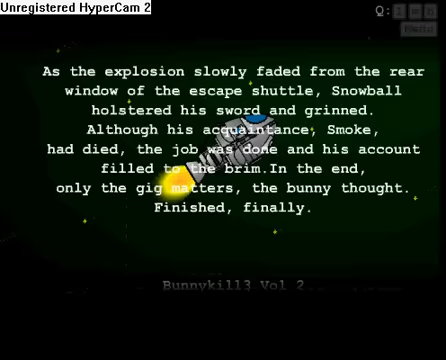 Unregistered HyperCam 2
Q:
As the explosion slowly faded from the rear
window of the escape shuttle, Snowball
holstered his sword and grinned.
Although his acquaintance, Smoke,
had died, the job was done and his account
filled to the brim.In the end,
only the gig matters, the bunny thought.
Finished, finally.
Bunnykill3 Vol 2